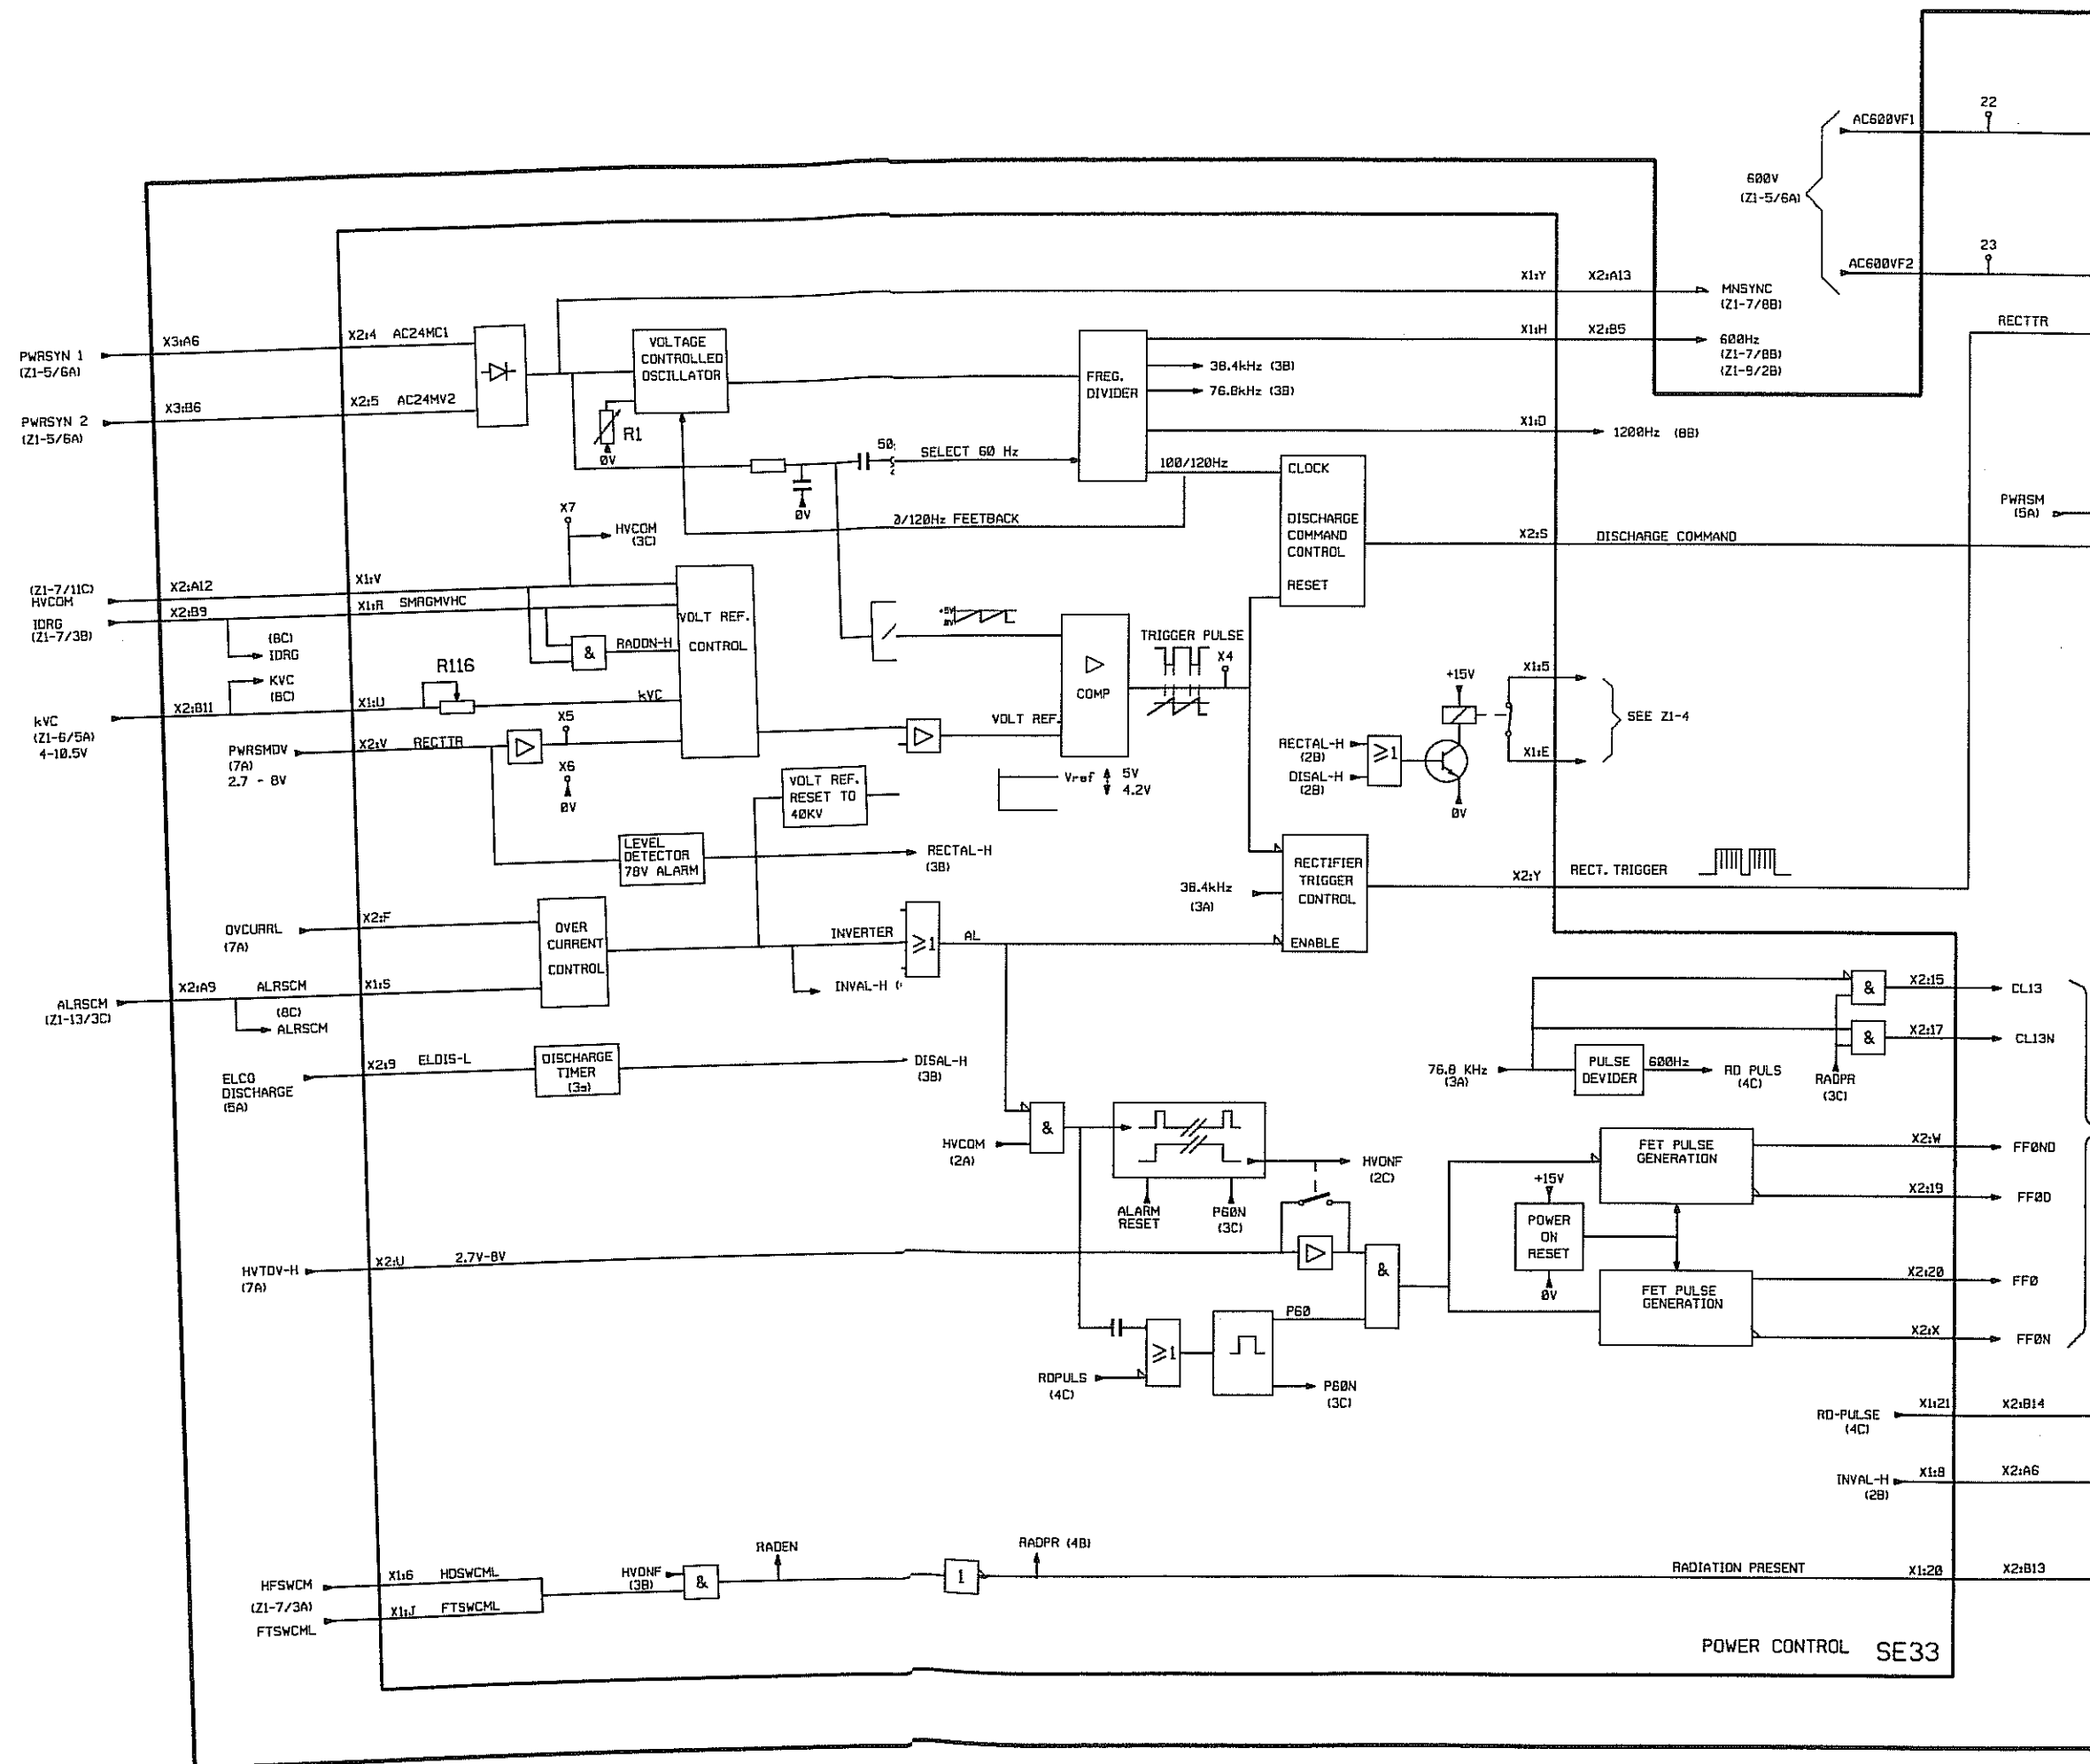 AC600VF1
22
600V
(Z1-5/6A)
AC600VF2
23
X1:Y
X2:A13
MNSYNC
(Z1-7/8B)
X1:H
X2:B5
600Hz
(Z1-7/8B)
(Z1-9/2B)
RECTTR
PWRSYN 1
(Z1-5/6A)
X3:A6
X2:4
AC24MC1
VOLTAGE
CONTROLLED
OSCILLATOR
FREG.
DIVIDER
38.4kHz (3B)
76.8kHz (3B)
PWRSYN 2
(Z1-5/6A)
X3:B6
X2:5
AC24MV2
R1
0V
X1:D
1200Hz (8B)
50
SELECT 60 Hz
100/120Hz
0V
0/120Hz FEETBACK
CLOCK
DISCHARGE
COMMAND
CONTROL
RESET
X2:S
DISCHARGE COMMAND
PWRSM
(5A)
X7
HVCOM
(3C)
(Z1-7/11C)
HVCOM
X2:A12
X1:V
IDRG
(Z1-7/3B)
X2:B9
X1:R
SMRGMVHC
VOLT REF.
CONTROL
&
RADDN-H
(8C)
IDRG
KVC
(8C)
R116
kVC
(Z1-6/5A)
4-10.5V
X2:B11
X1:U
kVC
+5V
COMP
TRIGGER PULSE
X4
VOLT REF.
PWRSMDV
(7A)
2.7 - 8V
X2:V
RECTTR
X5
X6
0V
VOLT REF.
RESET TO
40KV
Vref
5V
4.2V
+15V
X1:5
X1:E
SEE Z1-4
RECTAL-H
(2B)
DISAL-H
(2B)
≥1
0V
LEVEL
DETECTOR
78V ALARM
RECTAL-H
(3B)
RECTIFIER
TRIGGER
CONTROL
ENABLE
38.4kHz
(3A)
X2:Y
RECT. TRIGGER
OVCURRL
(7A)
X2:F
OVER
CURRENT
CONTROL
INVERTER
≥1
AL
INVAL-H (
ALRSCM
(Z1-13/3C)
X2:A9
ALRSCM
X1:S
(8C)
ALRSCM
ELCO
DISCHARGE
(5A)
X2:9
ELDIS-L
DISCHARGE
TIMER
(3s)
DISAL-H
(3B)
&
X2:15
CL13
&
X2:17
CL13N
76.8 KHz
(3A)
PULSE
DEVIDER
600Hz
RD PULS
(4C)
RADPR
(3C)
HVCOM
(2A)
&
HVONF
(2C)
ALARM
RESET
P60N
(3C)
FET PULSE
GENERATION
X2:W
FF0ND
X2:19
FF0D
+15V
POWER
ON
RESET
0V
HVTDV-H
(7A)
X2:U
2.7V-8V
&
FET PULSE
GENERATION
X2:20
FF0
X2:X
FF0N
P60
≥1
RDPULS
(4C)
P60N
(3C)
RD-PULSE
(4C)
X1:21
X2:B14
INVAL-H
(2B)
X1:8
X2:A6
HFSWCM
(Z1-7/3A)
FTSWCML
X1:6
HDSWCML
X1:J
FTSWCML
HVONF
(3B)
&
RADEN
1
RADPR (4B)
RADIATION PRESENT
X1:20
X2:B13
POWER CONTROL SE33